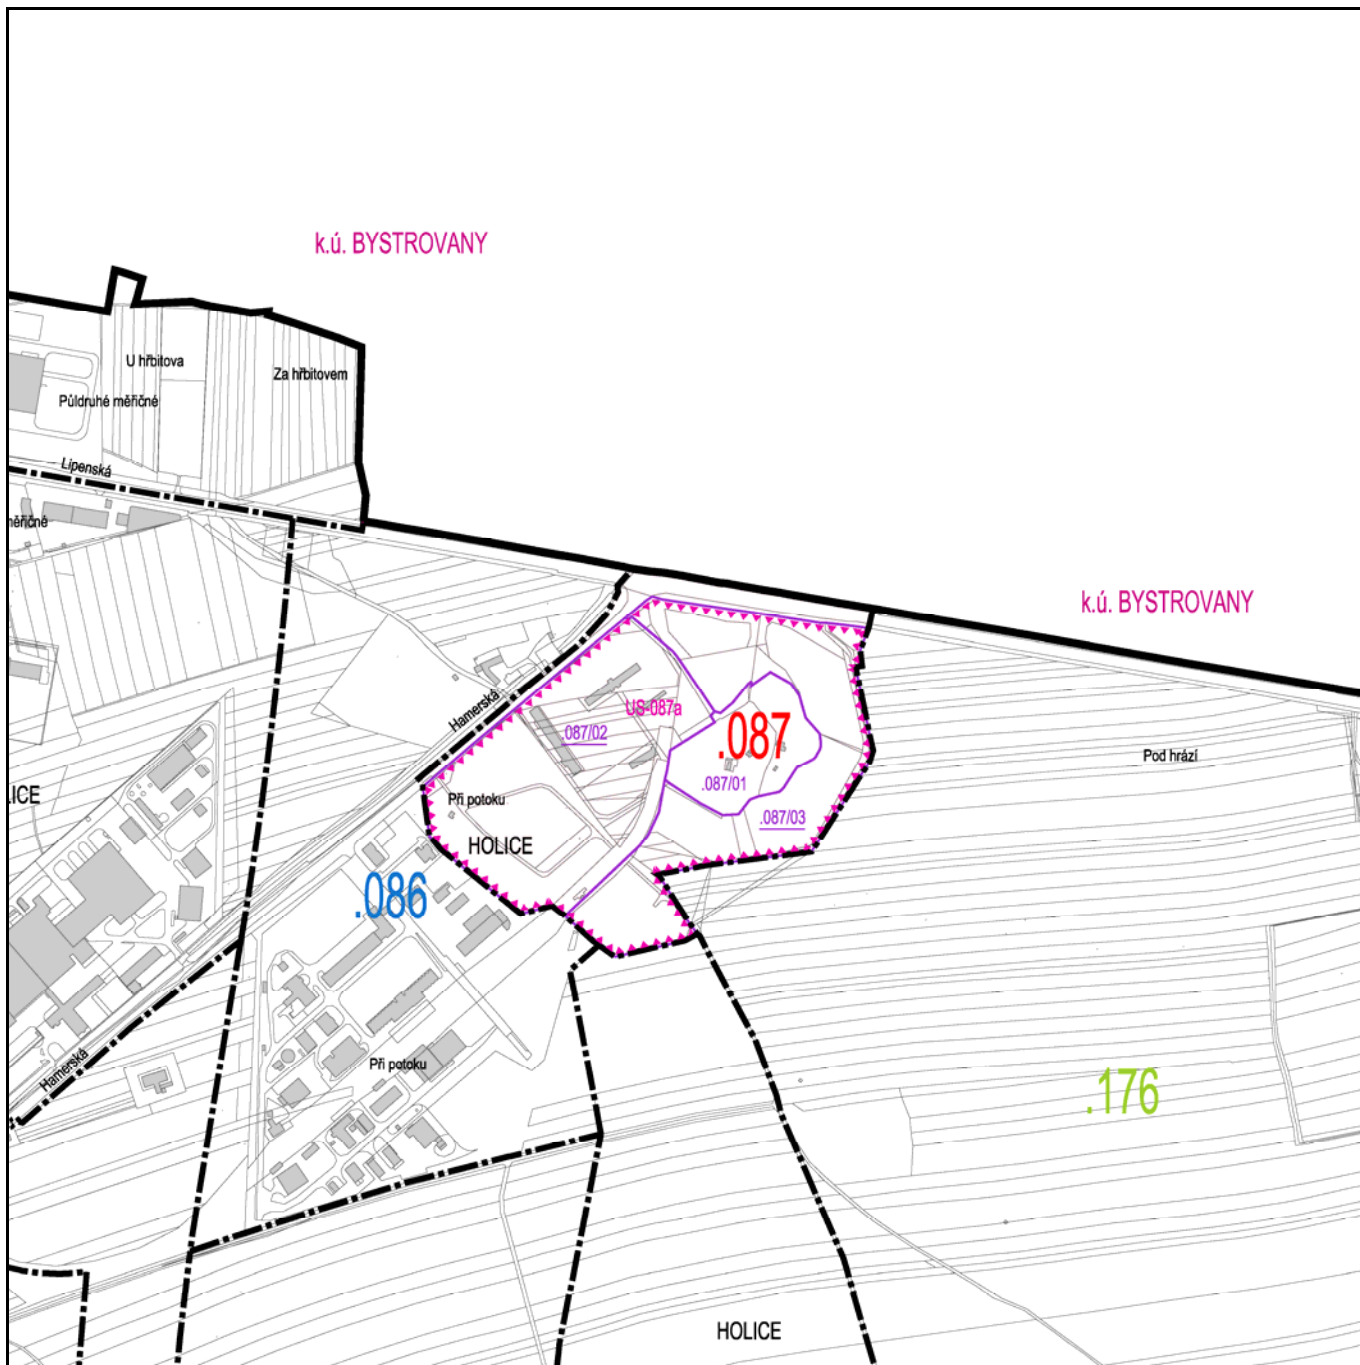 k.ú. BYSTROVANY
U hřbitova
Za hřbitovem
Půldruhé měřičné
Lipenská
měřičné
k.ú. BYSTROVANY
Hamerská
US-087a
.087/02
.087
Pod hrází
.087/01
LICE
Při potoku
.087/03
HOLICE
.086
Hamerská
Při potoku
.176
HOLICE